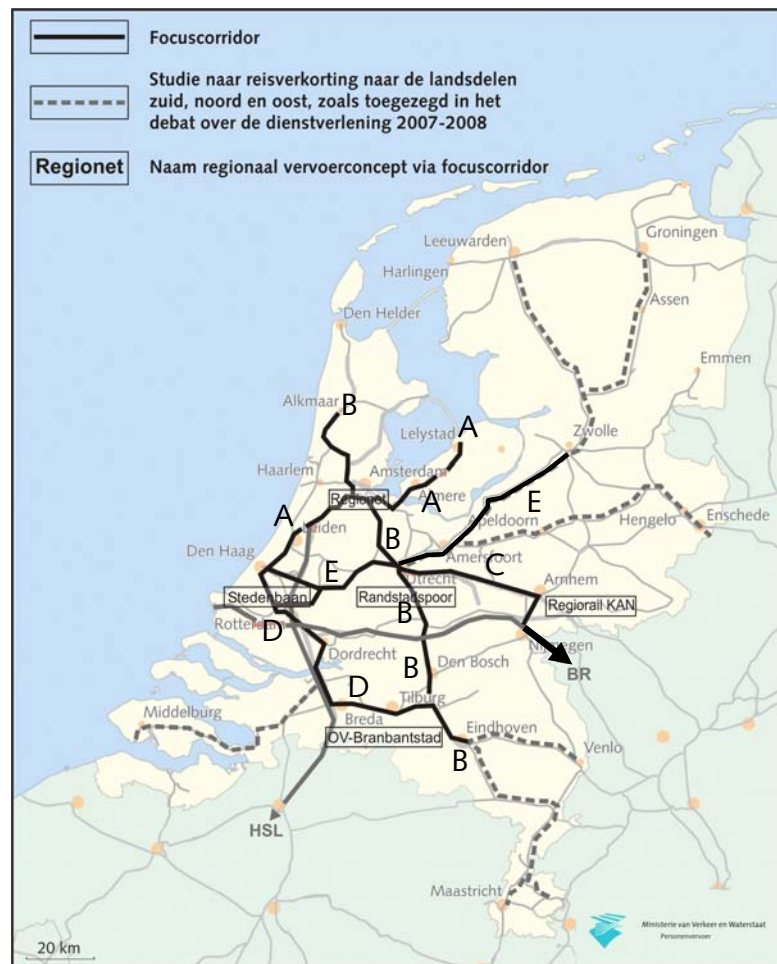 Focuscorridor
Studie naar reisverkorting naar de landsdelen
zuid, noord en oost, zoals toegezegd in het
debat over de dienstverlening 2007-2008
Regionet
Naam regionaal vervoerconcept via focuscorridor
Groningen
Leeuwarden
Harlingen
Assen
Den Helder
Emmen
Alkmaar
B
A
Lelystad
Zwolle
Haarlem
Amsterdam
Regionet
Almere
A
E
A
Leiden
B
Apeldoorn
Hengelo
Enschede
Den Haag
Amersfoort
C
E
Utrecht
Arnhem
Stedenbaan
Randstadspoor
Regiorail KAN
B
Rotterdam
D
Nijmegen
Dordrecht
B
Den Bosch
BR
D
Tilburg
Middelburg
Breda
Eindhoven
OV-Branbantstad
B
Venlo
HSL
Maastricht
Ministerie van Verkeer en Waterstaat
Personenvervoer
20 km